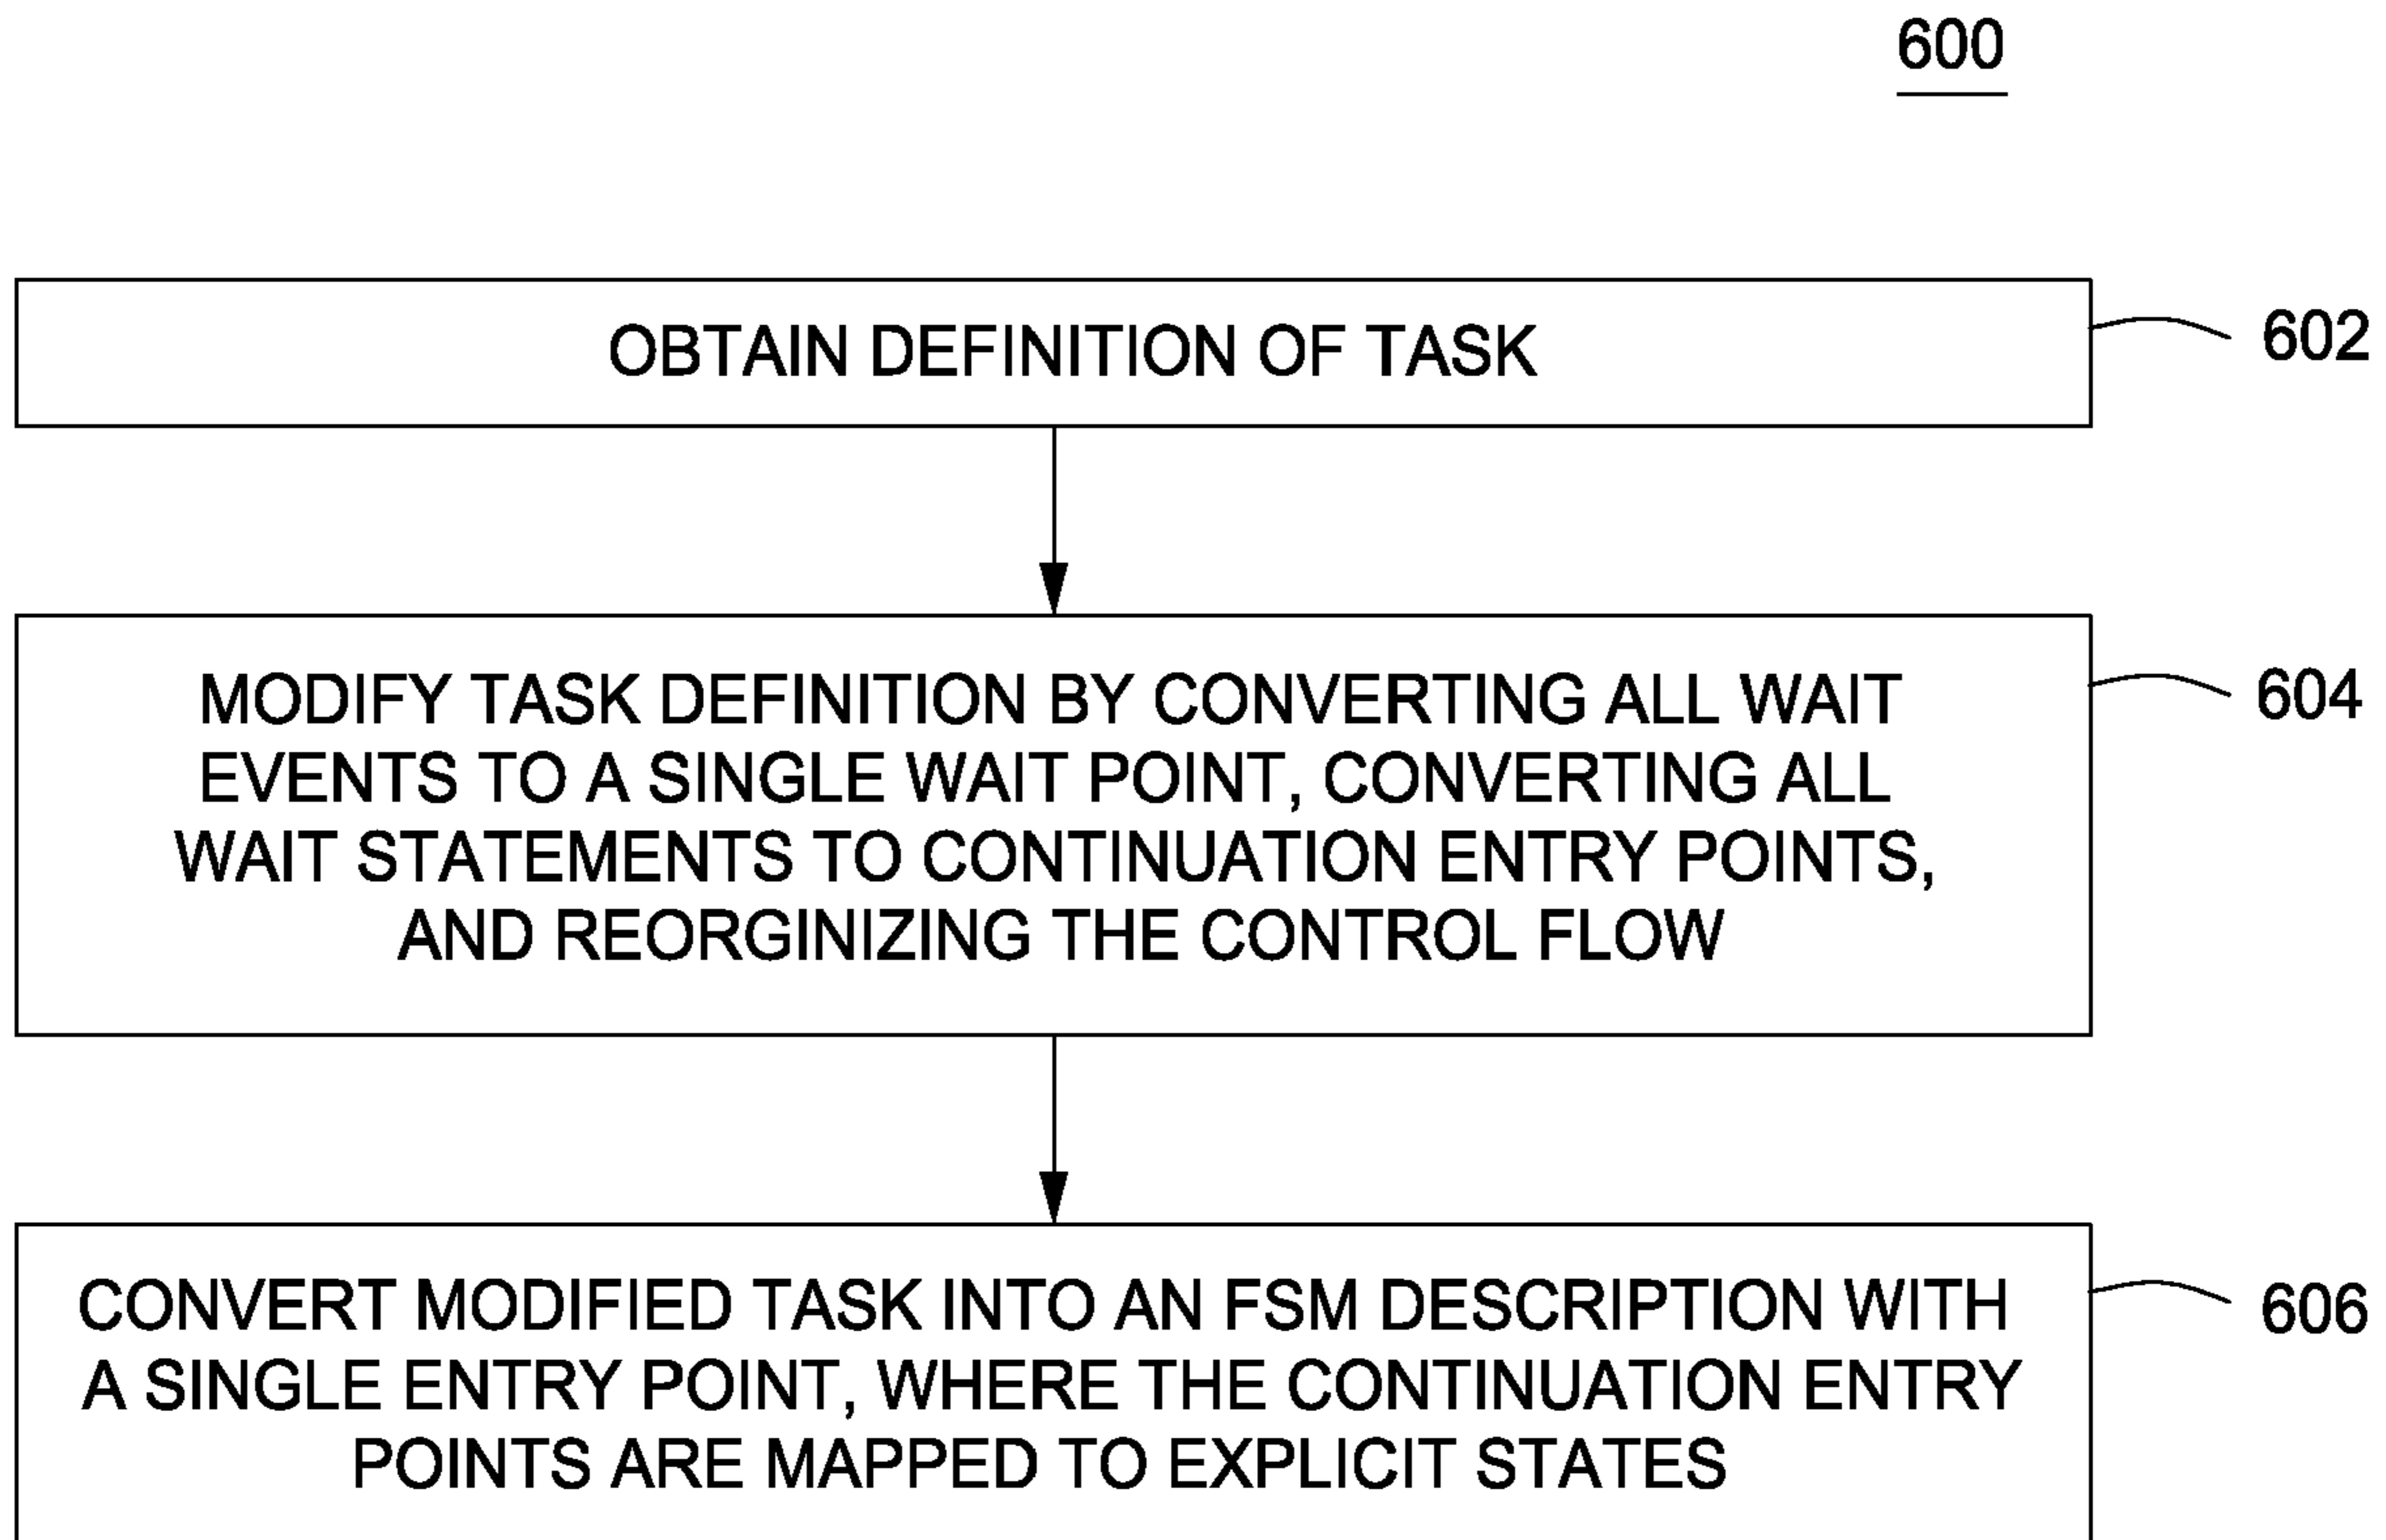 600
OBTAIN DEFINITION OF TASK
602
MODIFY TASK DEFINITION BY CONVERTING ALL WAIT
EVENTS TO A SINGLE WAIT POINT, CONVERTING ALL
WAIT STATEMENTS TO CONTINUATION ENTRY POINTS,
AND REORGINIZING THE CONTROL FLOW
604
CONVERT MODIFIED TASK INTO AN FSM DESCRIPTION WITH
A SINGLE ENTRY POINT, WHERE THE CONTINUATION ENTRY
POINTS ARE MAPPED TO EXPLICIT STATES
606